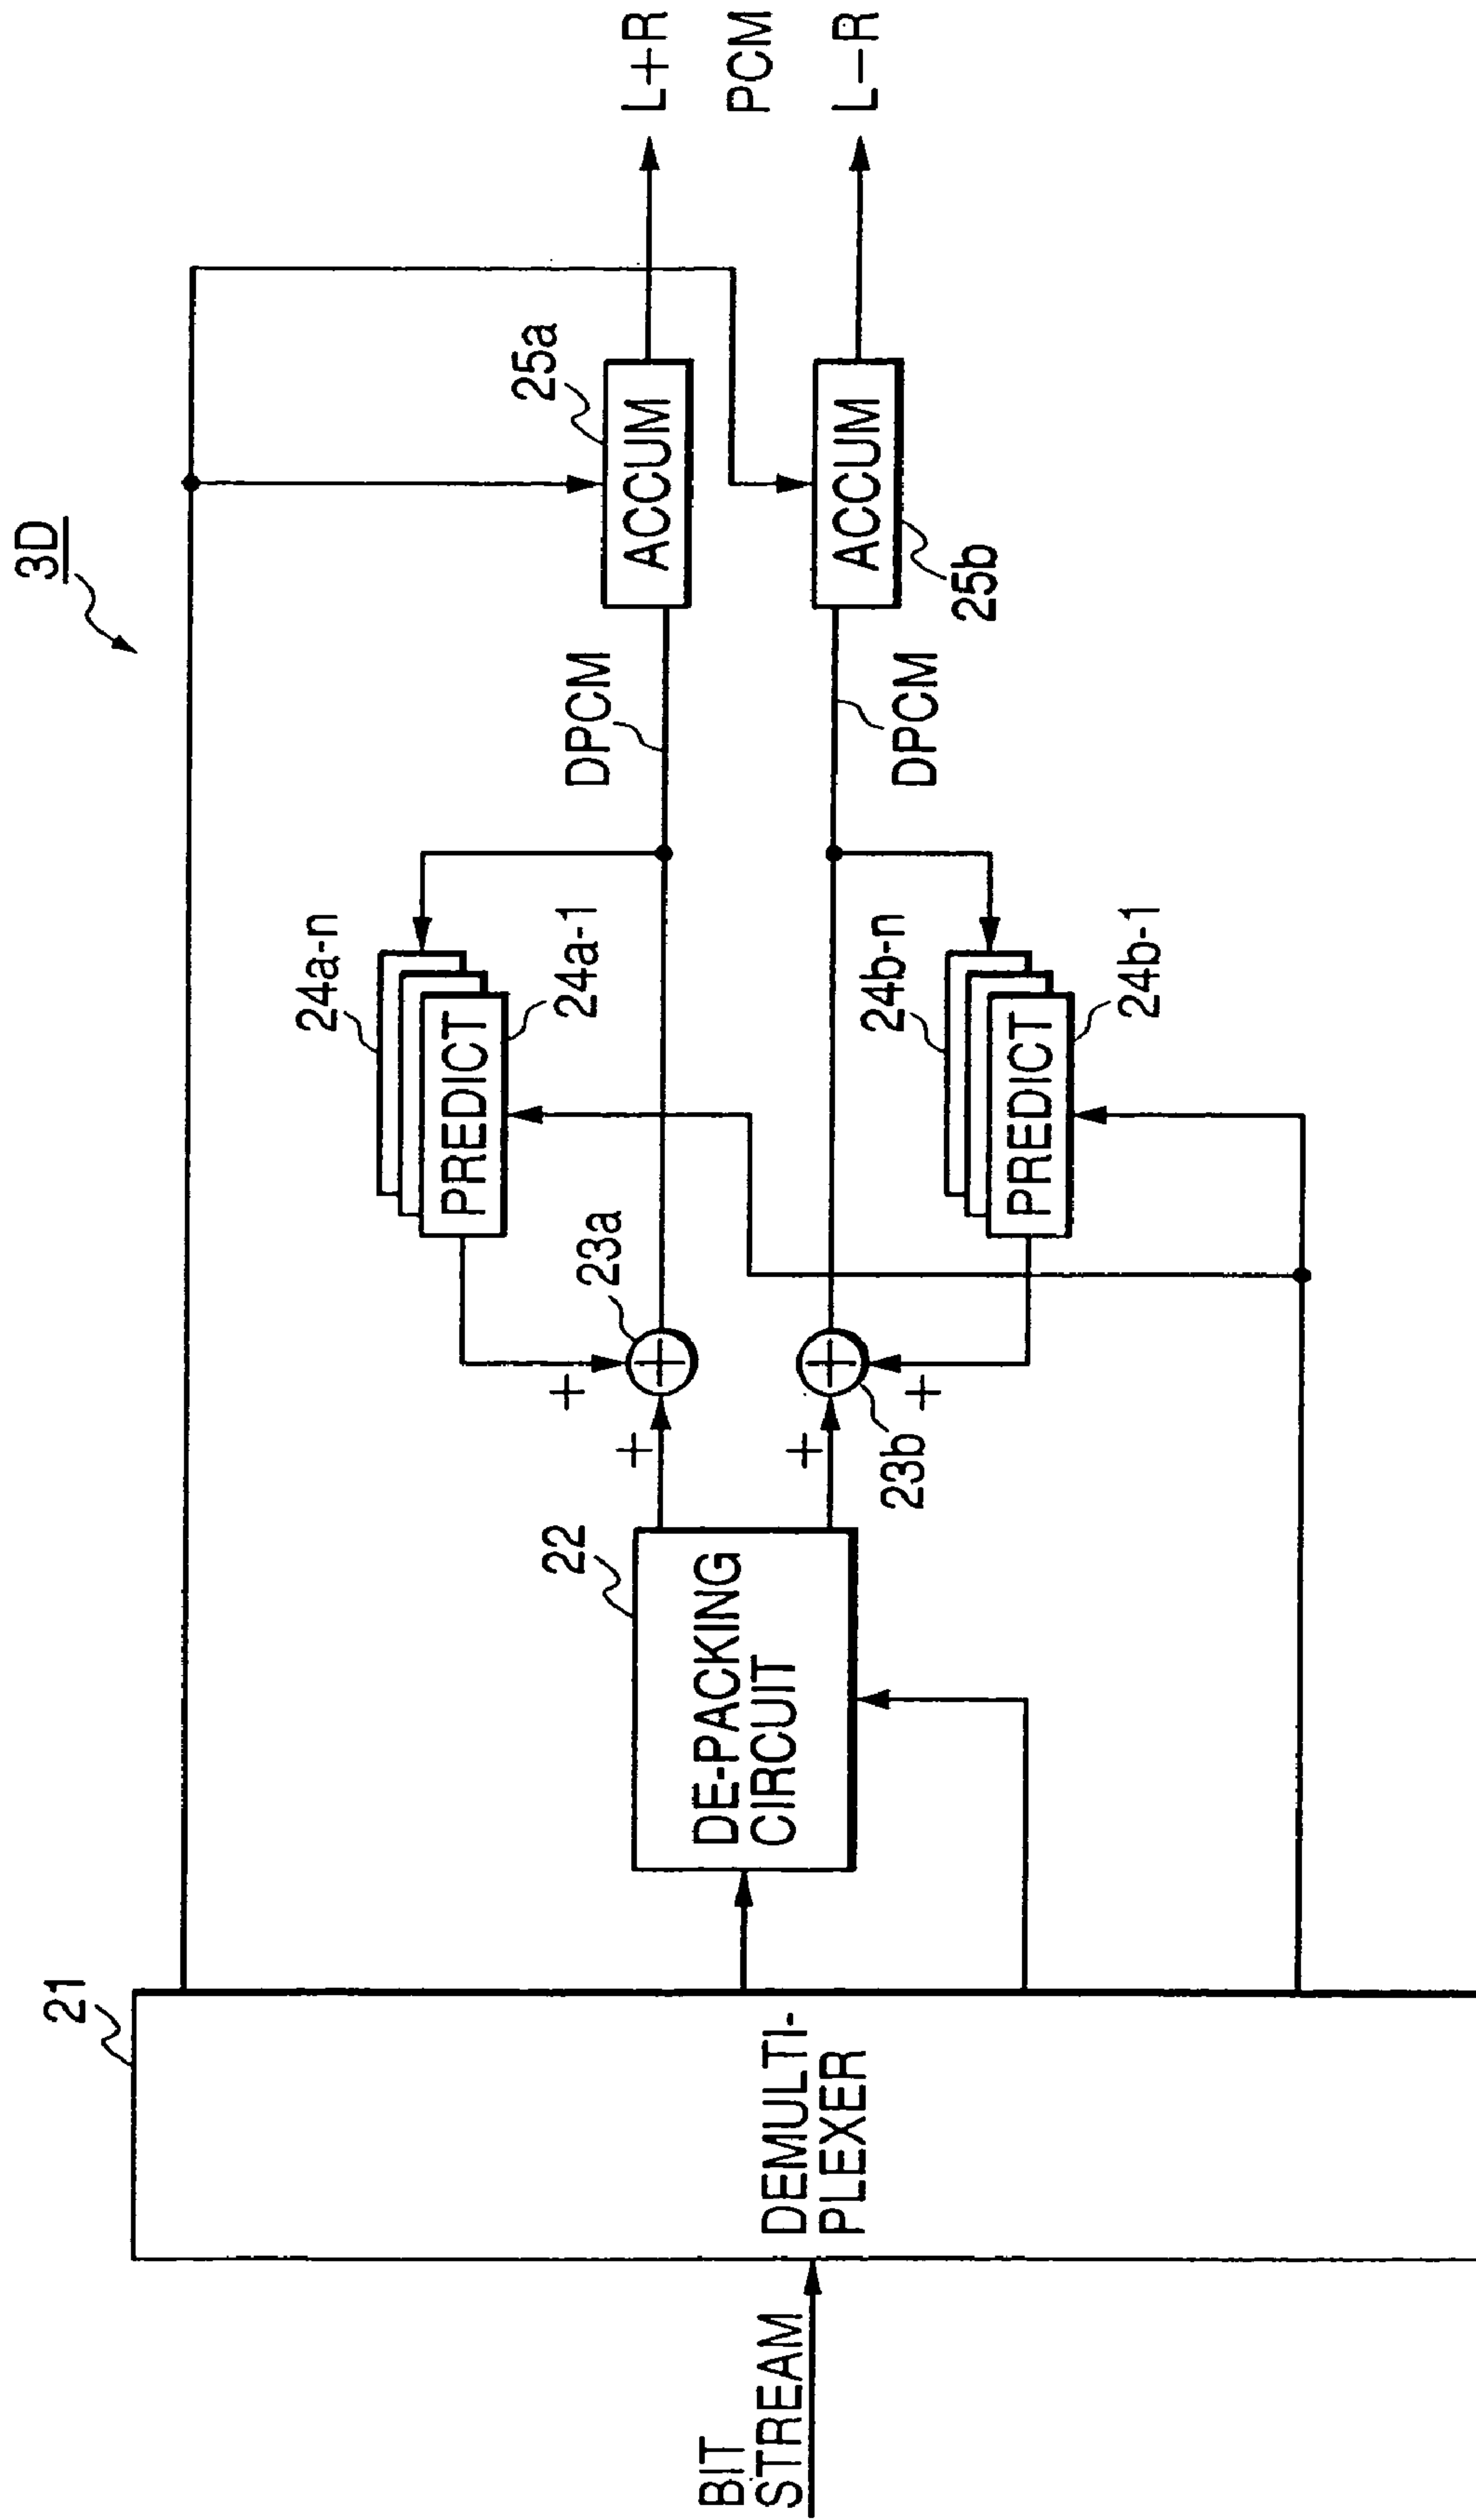 3D
21
BIT
STREAM
DEMULTI-
PLEXER
22
DE-PACKING
CIRCUIT
+
+
+
+
23a
23b
24a-n
PREDICT
24a-1
24b-n
PREDICT
24b-1
DPCM
DPCM
25a
ACCUM
ACCUM
25b
L+R
PCM
L-R